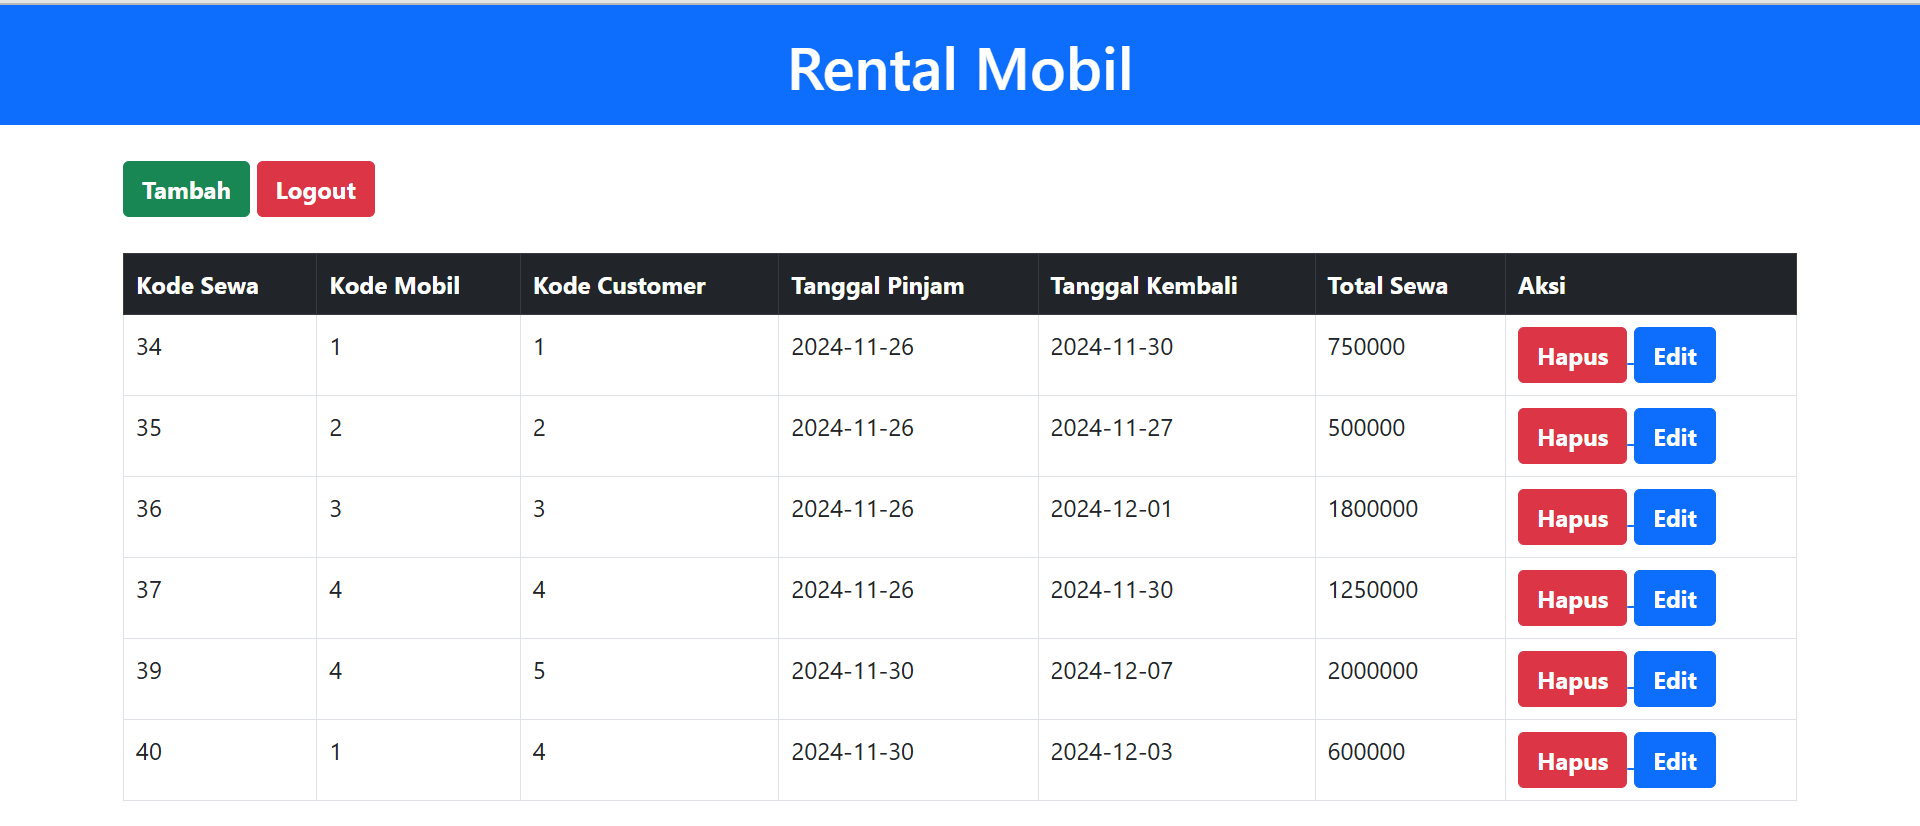 Rental Mobil
Tambah Logout
Kode Sewa Kode Mobil Kode Customer Tanggal Pinjam Tanggal Kembali Total Sewa Aksi
34 1 1 2024-11-26 2024-11-30 750000 Hapus Edit
35 2 2 2024-11-26 2024-11-27 500000 Hapus Edit
36 3 3 2024-11-26 2024-12-01 1800000 Hapus Edit
37 4 4 2024-11-26 2024-11-30 1250000 Hapus Edit
39 4 5 2024-11-30 2024-12-07 2000000 Hapus Edit
40 1 4 2024-11-30 2024-12-03 600000 Hapus Edit